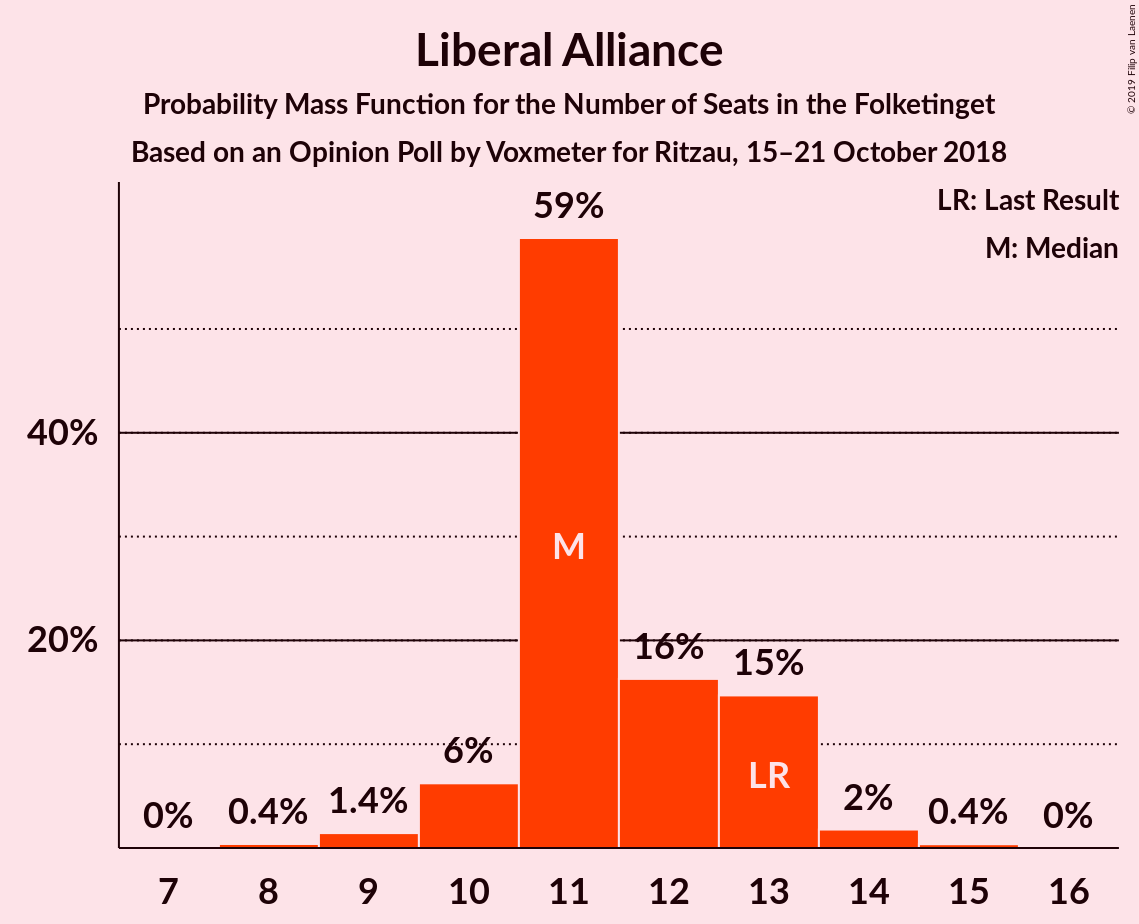 Liberal Alliance
Probability Mass Function for the Number of Seats in the Folketinget
Based on an Opinion Poll by Voxmeter for Ritzau, 15–21 October 2018
© 2019 Filip van Laenen
LR: Last Result
M: Median
59%
40%
M
20%
16%
15%
6%
LR
0%
0.4%
1.4%
2%
0.4%
0%
7 8 9 10 11 12 13 14 15 16